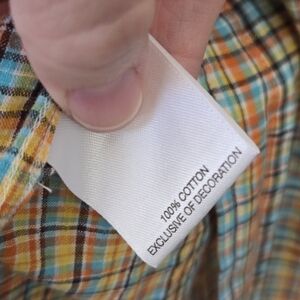 100% COTTON
EXCLUSIVE OF DECORATION